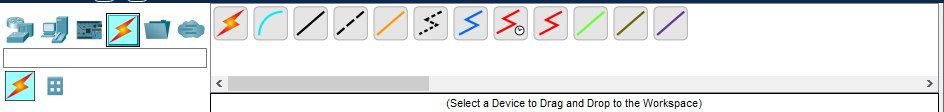 (Select a Device to Drag and Drop to the Workspace)